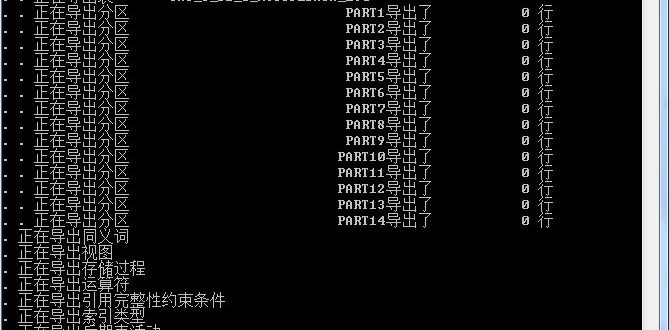 . . 正在导出分区 PART1导出了 0 行
. . 正在导出分区 PART2导出了 0 行
. . 正在导出分区 PART3导出了 0 行
. . 正在导出分区 PART4导出了 0 行
. . 正在导出分区 PART5导出了 0 行
. . 正在导出分区 PART6导出了 0 行
. . 正在导出分区 PART7导出了 0 行
. . 正在导出分区 PART8导出了 0 行
. . 正在导出分区 PART9导出了 0 行
. . 正在导出分区 PART10导出了 0 行
. . 正在导出分区 PART11导出了 0 行
. . 正在导出分区 PART12导出了 0 行
. . 正在导出分区 PART13导出了 0 行
. . 正在导出分区 PART14导出了 0 行
. 正在导出同义词
. 正在导出视图
. 正在导出存储过程
. 正在导出运算符
. 正在导出引用完整性约束条件
. 正在导出索引类型